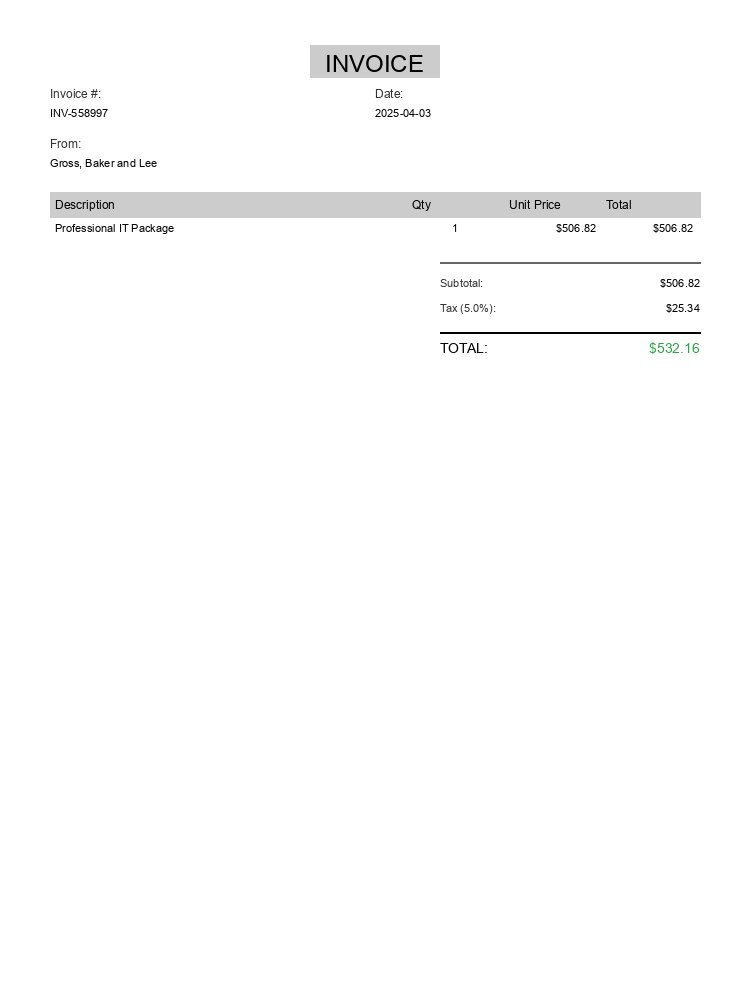 INVOICE
Invoice #: Date:
INV-558997 2025-04-03
From:
Gross, Baker and Lee
Description Qty Unit Price Total
Professional IT Package 1 $506.82 $506.82
Subtotal: $506.82
Tax (5.0%): $25.34
TOTAL: $532.16